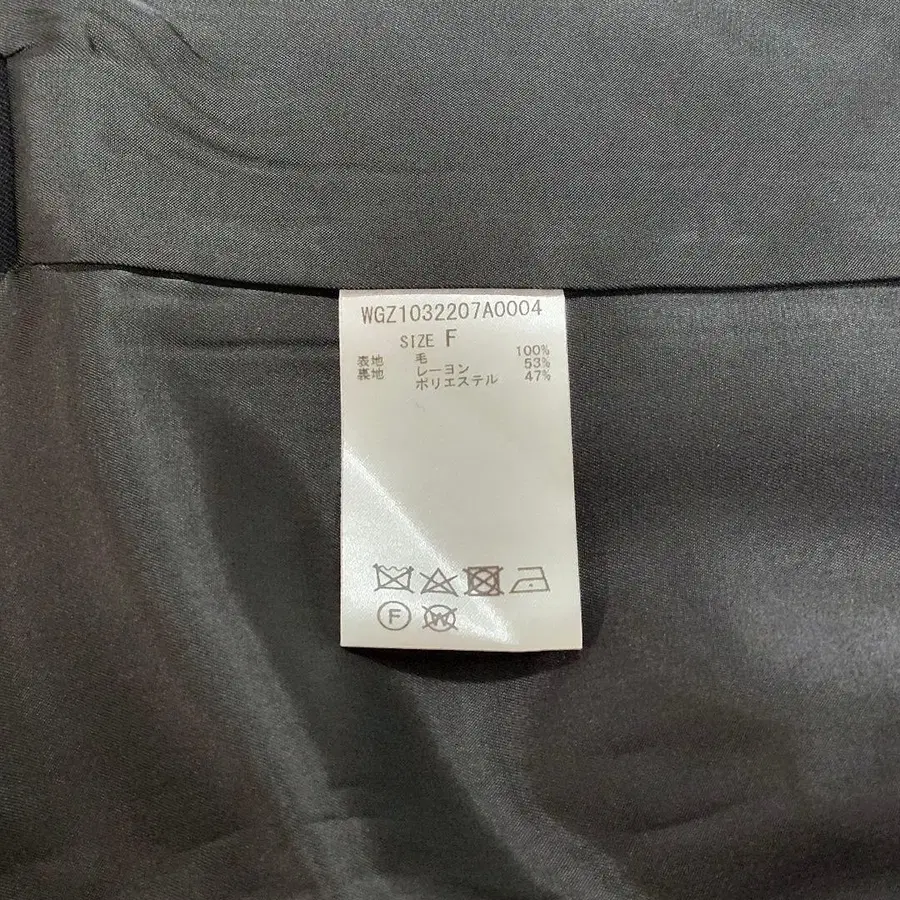 WGZ1032207A0004
SIZE F
表地 毛 100%
裏地 レーヨン 53%
ポリエステル 47%
F W